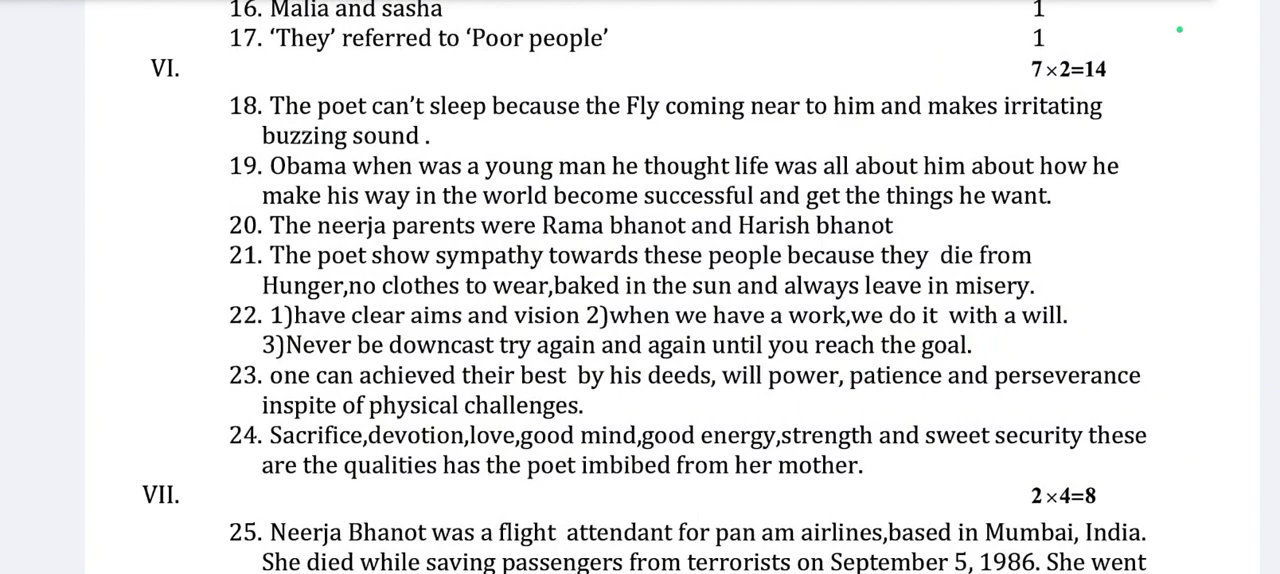 16. Malia and sasha 1
17. ‘They’ referred to ‘Poor people’ 1
VI. 7×2=14
18. The poet can’t sleep because the Fly coming near to him and makes irritating
buzzing sound .
19. Obama when was a young man he thought life was all about him about how he
make his way in the world become successful and get the things he want.
20. The neerja parents were Rama bhanot and Harish bhanot
21. The poet show sympathy towards these people because they die from
Hunger,no clothes to wear,baked in the sun and always leave in misery.
22. 1)have clear aims and vision 2)when we have a work,we do it with a will.
3)Never be downcast try again and again until you reach the goal.
23. one can achieved their best by his deeds, will power, patience and perseverance
inspite of physical challenges.
24. Sacrifice,devotion,love,good mind,good energy,strength and sweet security these
are the qualities has the poet imbibed from her mother.
VII. 2×4=8
25. Neerja Bhanot was a flight attendant for pan am airlines,based in Mumbai, India.
She died while saving passengers from terrorists on September 5, 1986. She went